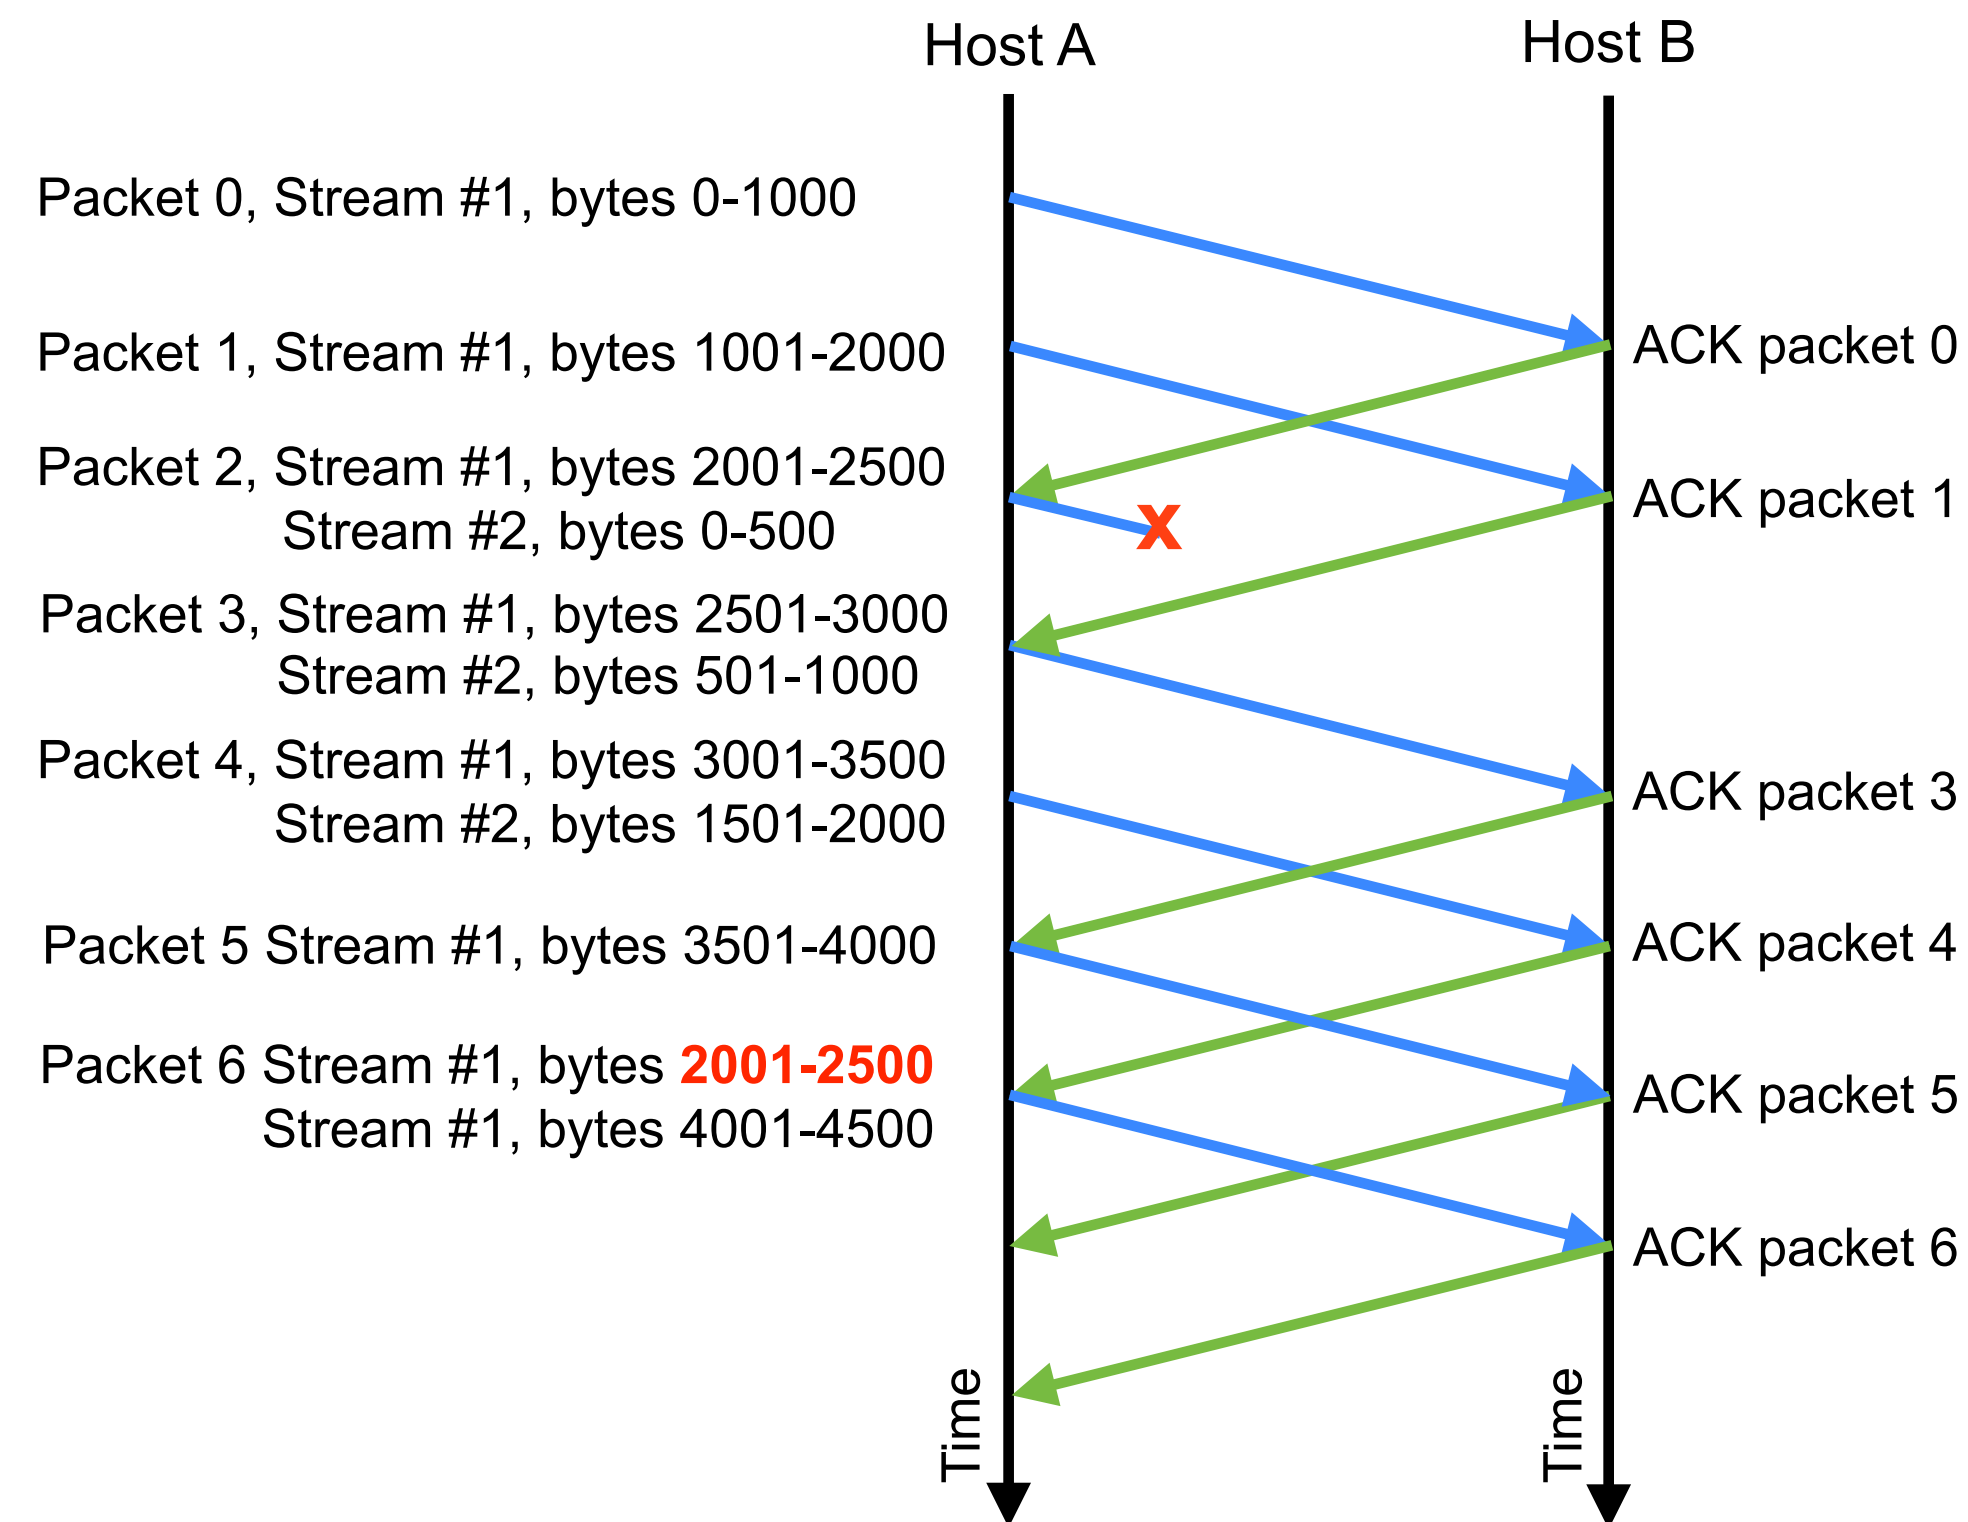 Host A
Host B
Packet 0, Stream #1, bytes 0-1000
Packet 1, Stream #1, bytes 1001-2000
ACK packet 0
Packet 2, Stream #1, bytes 2001-2500
Stream #2, bytes 0-500
x
ACK packet 1
Packet 3, Stream #1, bytes 2501-3000
Stream #2, bytes 501-1000
Packet 4, Stream #1, bytes 3001-3500
Stream #2, bytes 1501-2000
ACK packet 3
Packet 5 Stream #1, bytes 3501-4000
ACK packet 4
Packet 6 Stream #1, bytes 2001-2500
Stream #1, bytes 4001-4500
ACK packet 5
ACK packet 6
Time
Time